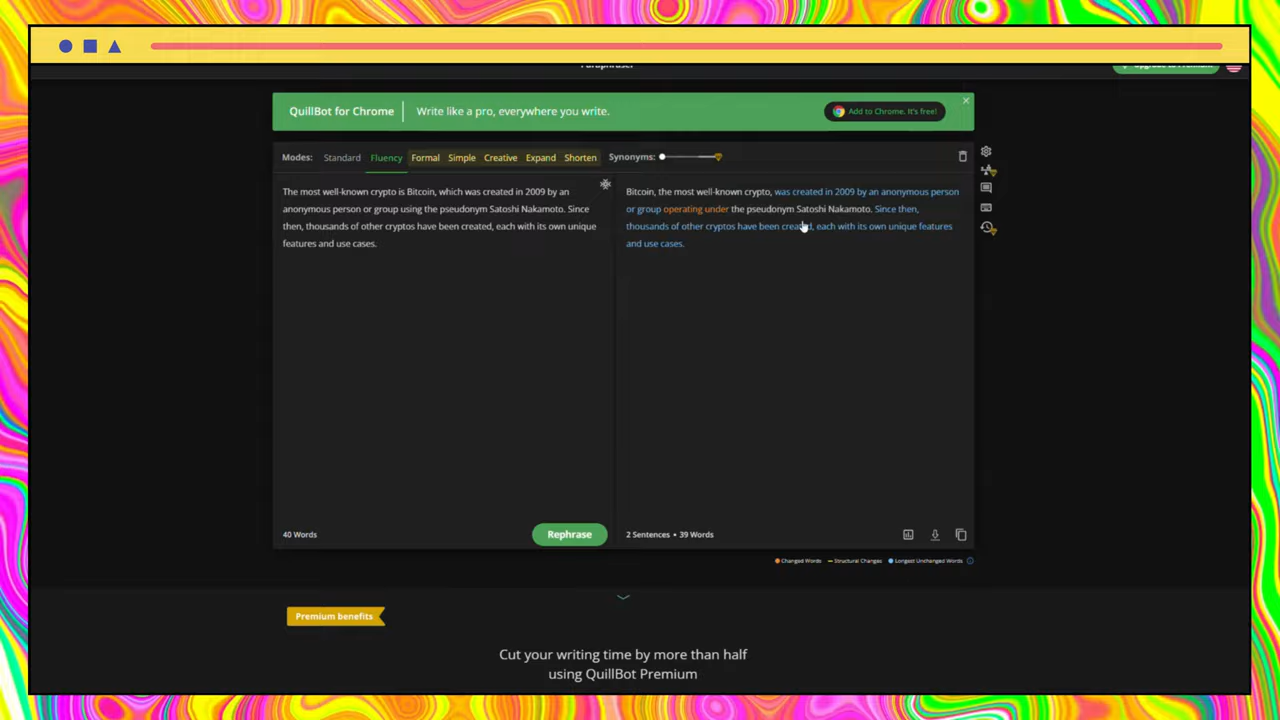 Paraphraser
Upgrade to Premium
QuillBot for Chrome
Write like a pro, everywhere you write.
Add to Chrome. It's free!
Modes:
Standard
Fluency
Formal
Simple
Creative
Expand
Shorten
Synonyms:
The most well-known crypto is Bitcoin, which was created in 2009 by an
anonymous person or group using the pseudonym Satoshi Nakamoto. Since
then, thousands of other cryptos have been created, each with its own unique
features and use cases.
Bitcoin, the most well-known crypto, was created in 2009 by an anonymous person
or group operating under the pseudonym Satoshi Nakamoto. Since then,
thousands of other cryptos have been created, each with its own unique features
and use cases.
40 Words
Rephrase
2 Sentences • 39 Words
Changed Words
Structural Changes
Longest Unchanged Words
Premium benefits
Cut your writing time by more than half
using QuillBot Premium